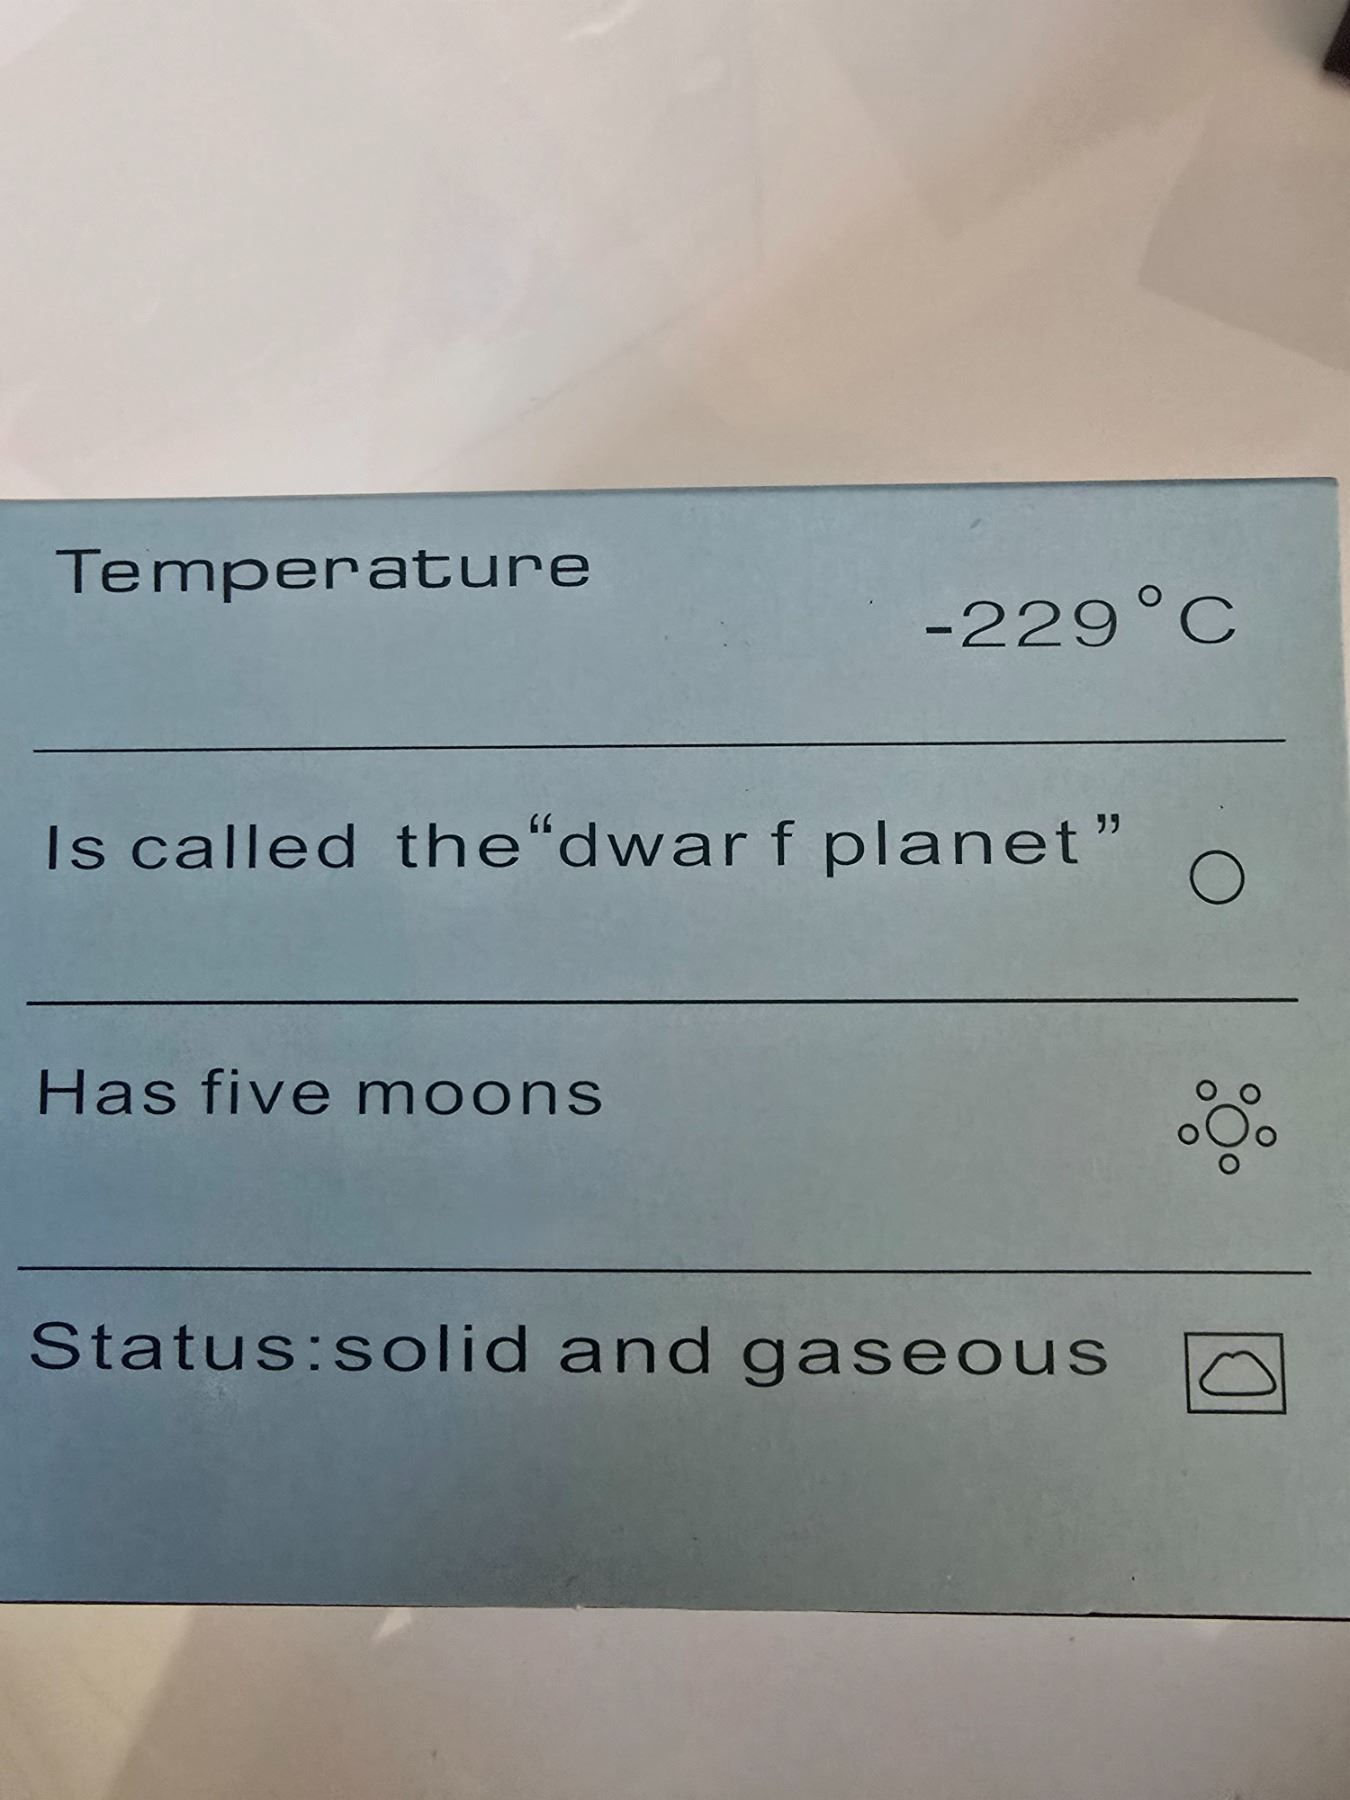 Temperature
-229°C
Is called the“dwar f planet”
Has five moons
Status:solid and gaseous